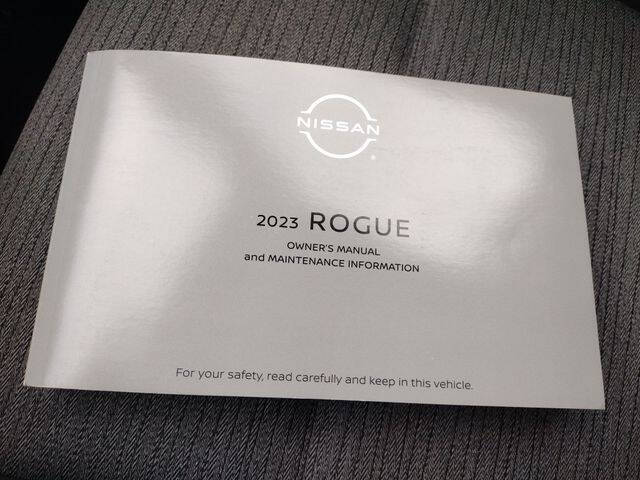 NISSAN
®
2023 ROGUE
OWNER'S MANUAL
and MAINTENANCE INFORMATION
For your safety, read carefully and keep in this vehicle.